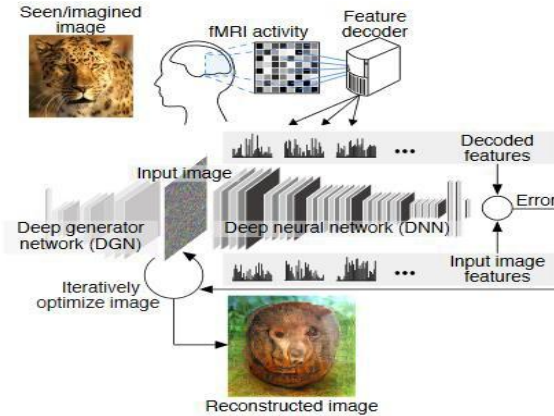 Seen/imagined
image
fMRI activity
Feature
decoder
Decoded
features
Input image
Error
Deep generator
network (DGN)
Deep neural network (DNN)
Input image
features
Iteratively
optimize image
Reconstructed image